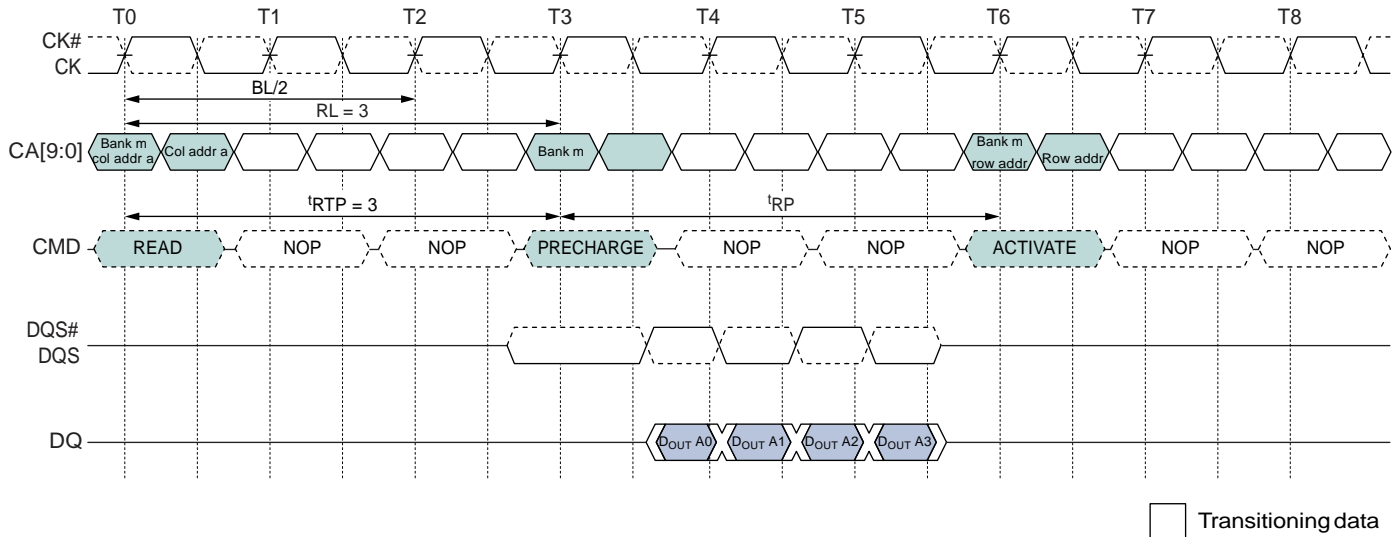 T0 T1 T2 T3 T4 T5 T6 T7 T8
CK#
CK
BL/2
RL = 3
CA[9:0]
Bank m
col addr a
Col addr a
Bank m
Bank m
row addr
Row addr
tRTP = 3
tRP
CMD
READ NOP NOP PRECHARGE NOP NOP ACTIVATE NOP NOP
DQS#
DQS
DQ
DOUT A0 DOUT A1 DOUT A2 DOUT A3
Transitioning data